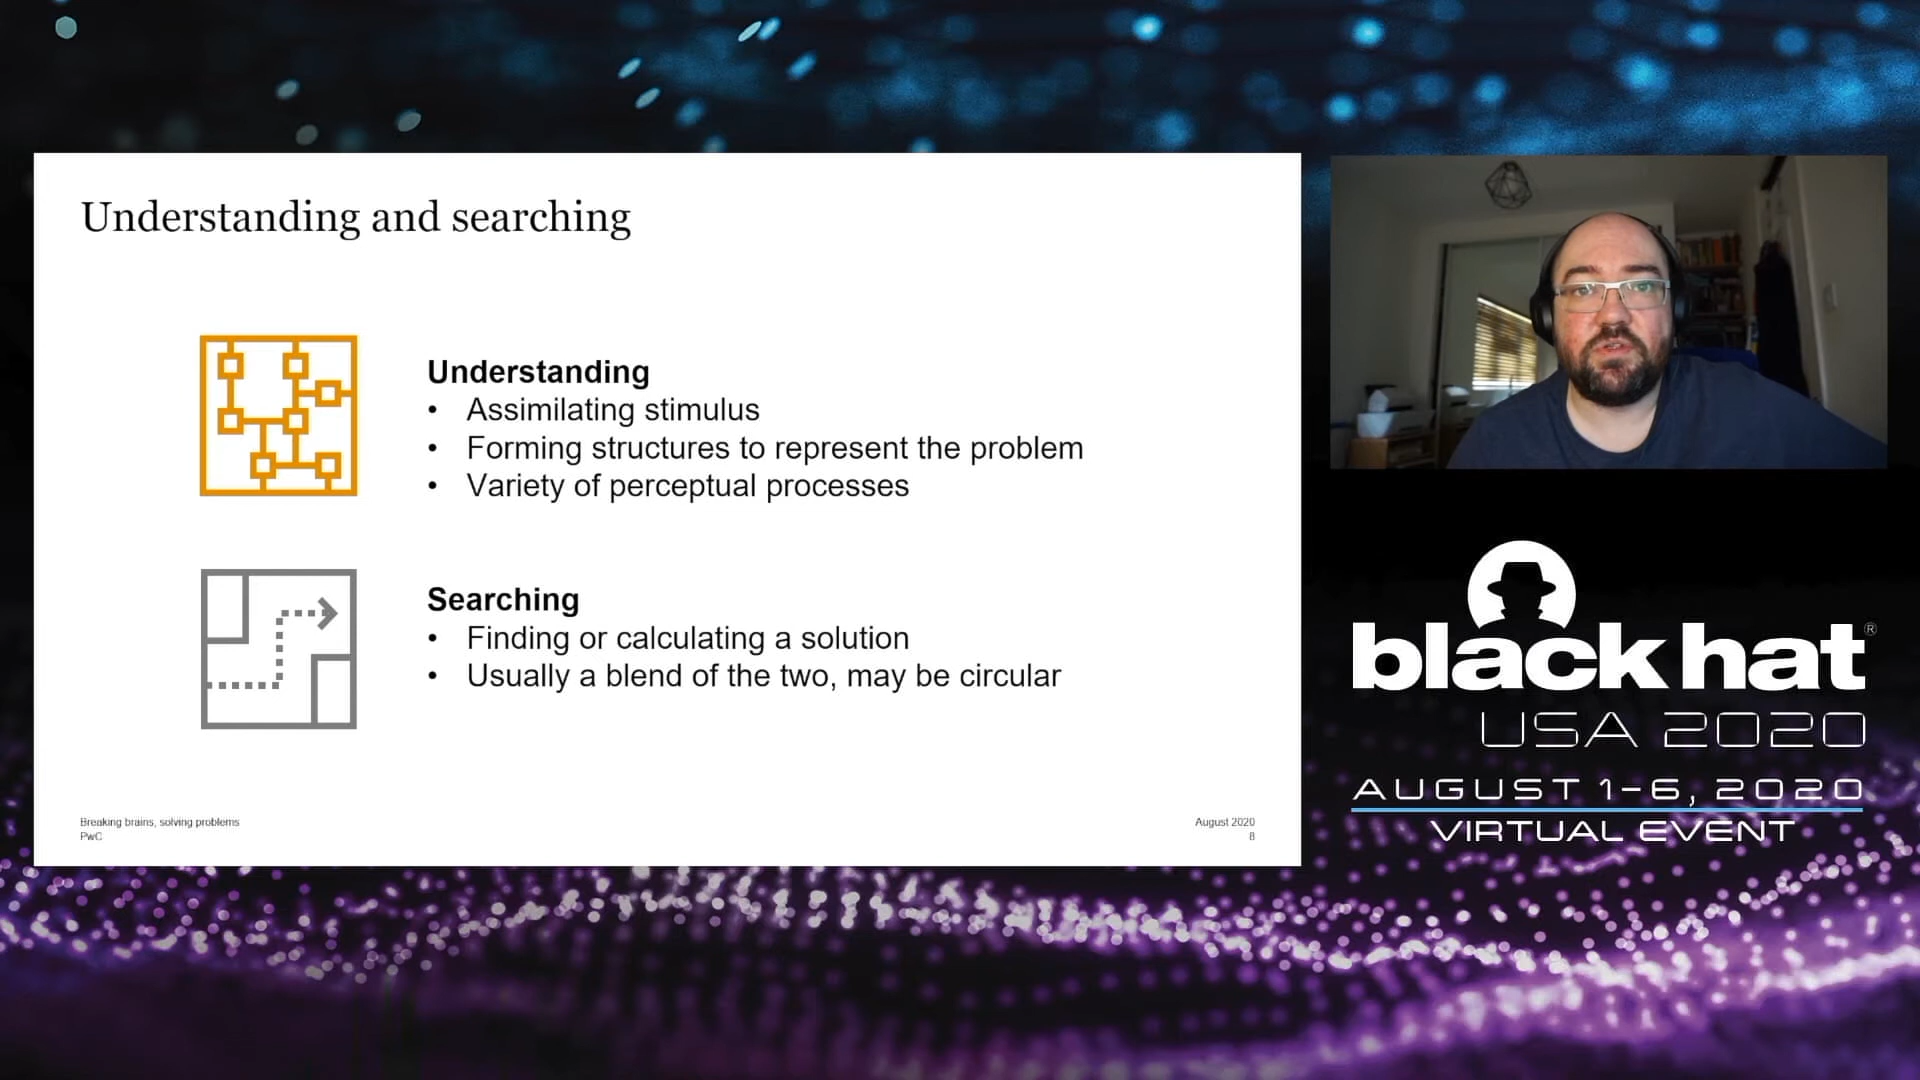 Understanding and searching
Understanding
• Assimilating stimulus
• Forming structures to represent the problem
• Variety of perceptual processes
Searching
• Finding or calculating a solution
• Usually a blend of the two, may be circular
Breaking brains, solving problems
PwC
August 2020
8
black hat®
USA 2020
AUGUST 1-6, 2020
VIRTUAL EVENT